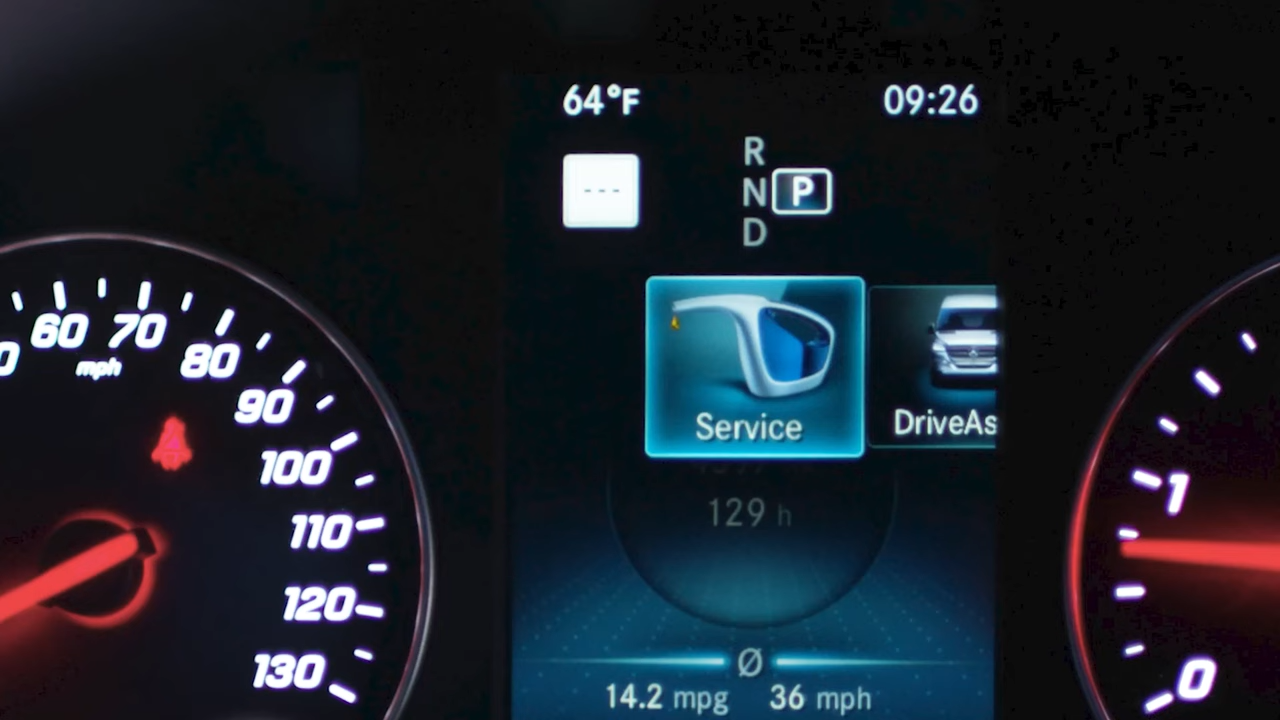 64°F 09:26
---
R
N P
D
60 70 80 90 100 110 120 130
mph
Service
DriveAs
129 h
Ø
14.2 mpg 36 mph
1
0